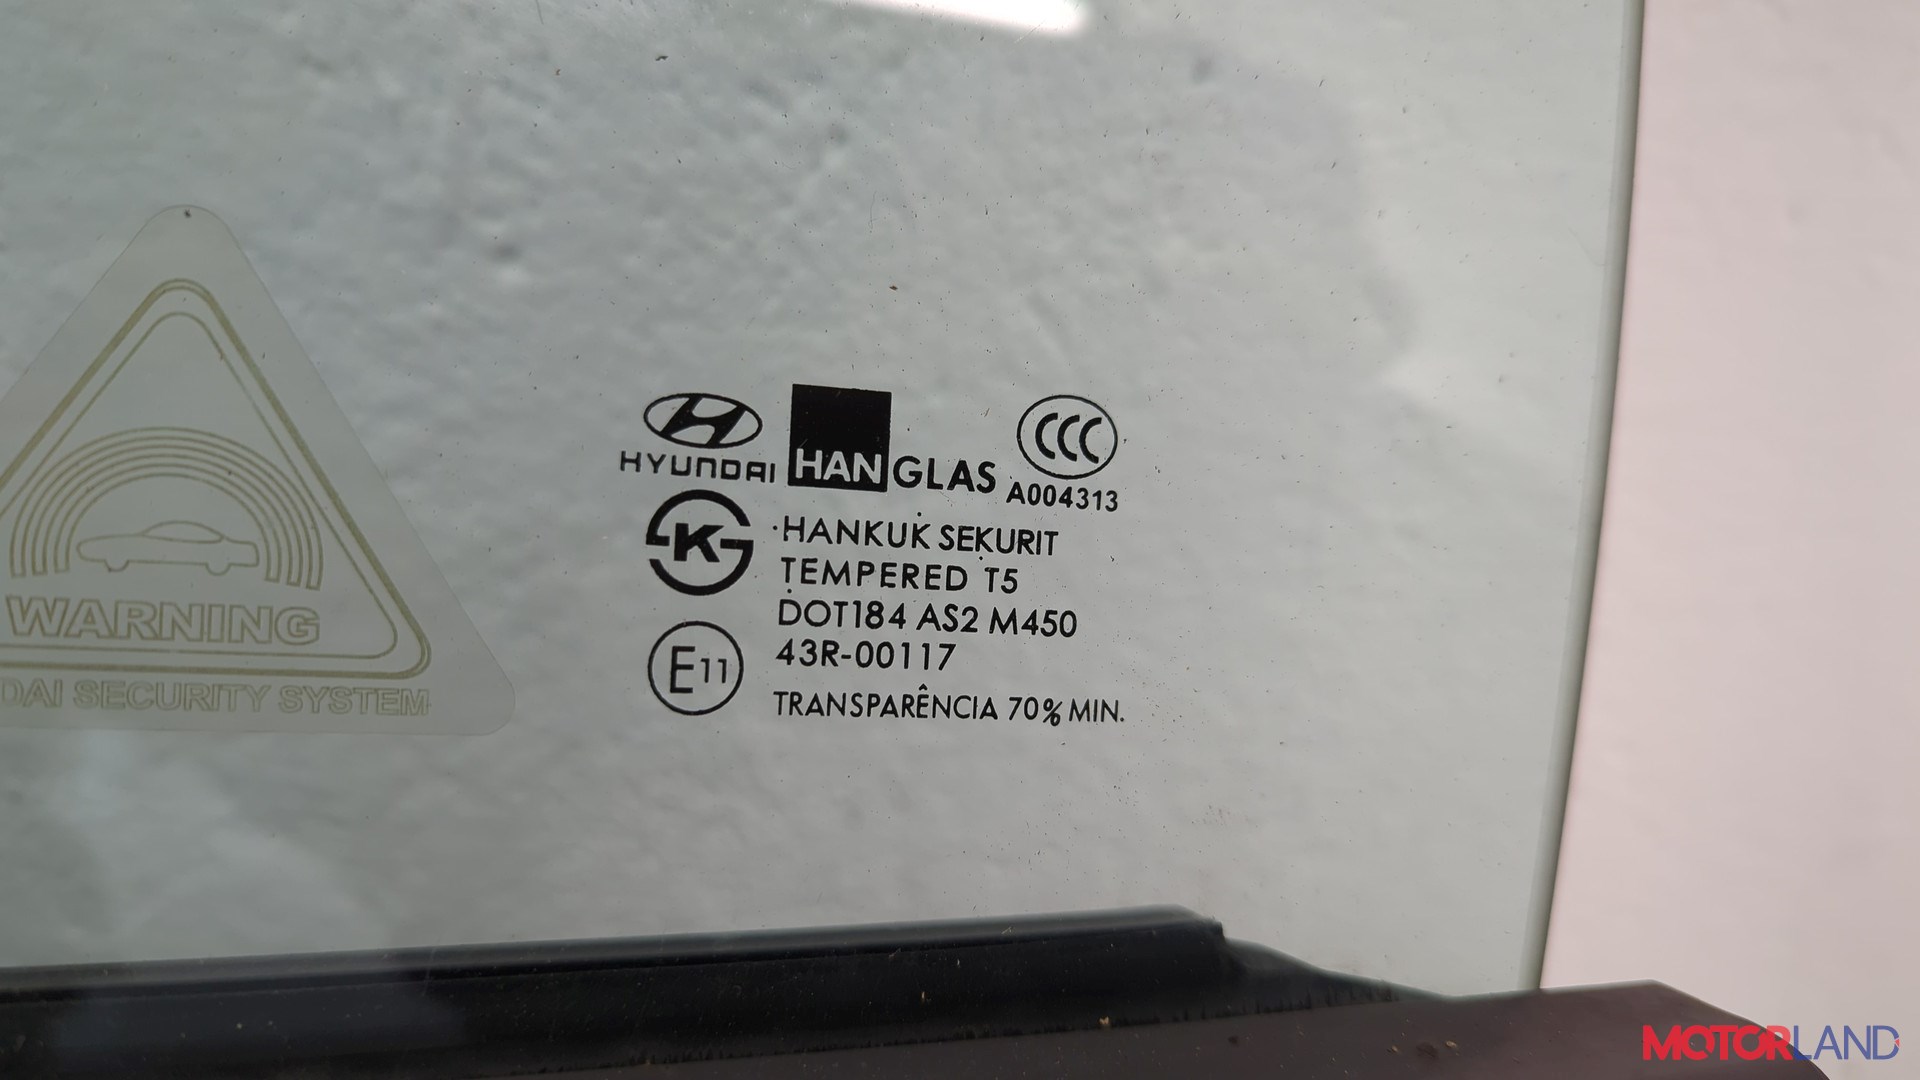 HYUNDAI HANGLAS CCC
A004313
K HANKUK SEKURIT
TEMPERED T5
DOT184 AS2 M450
E11 43R-00117
TRANSPARÊNCIA 70% MIN.
WARNING
DAI SECURITY SYSTEM
MOTORLAND